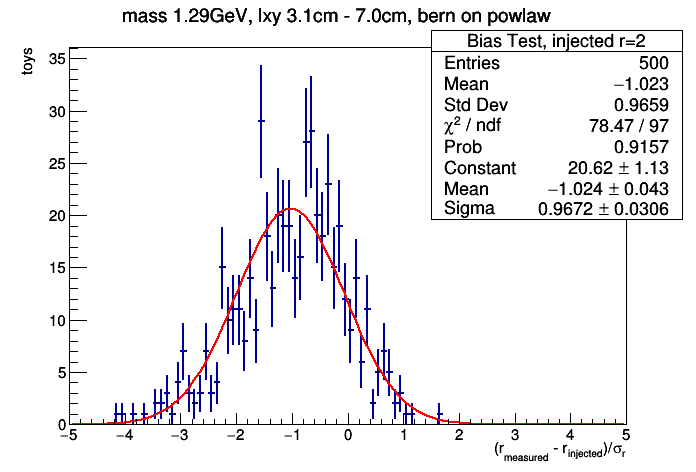 mass 1.29GeV, lxy 3.1cm - 7.0cm, bern on powlaw
Bias Test, injected r=2
Entries 500
Mean −1.023
Std Dev 0.9659
χ² / ndf 78.47 / 97
Prob 0.9157
Constant 20.62 ± 1.13
Mean −1.024 ± 0.043
Sigma 0.9672 ± 0.0306
toys
35
30
25
20
15
10
5
0
−5 −4 −3 −2 −1 0 1 2 3 4 5
(r_measured - r_injected)/σ_r